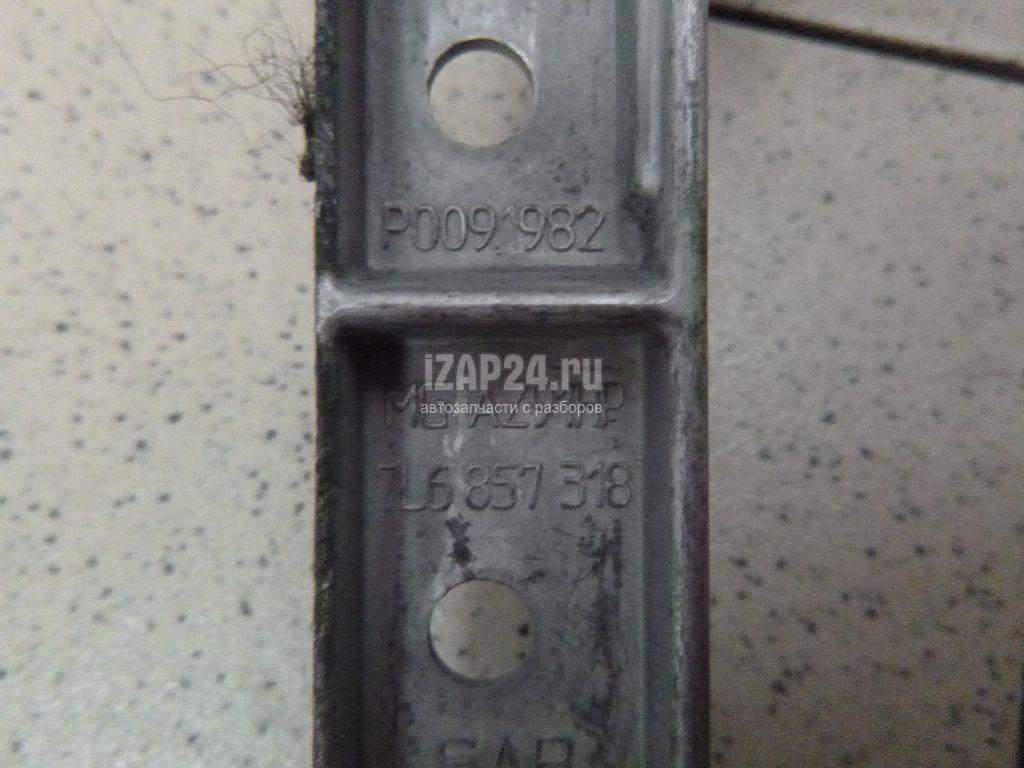 P0091982
iZAP24.ru
автозапчасти с разборов
7L6 857 318